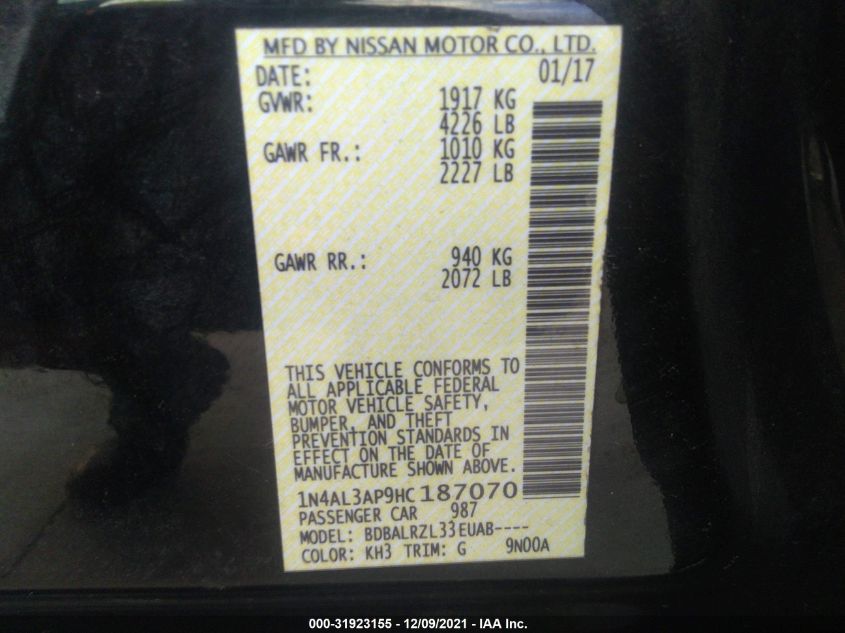 MFD BY NISSAN MOTOR CO., LTD.
DATE: 01/17
GVWR: 1917 KG
4226 LB
GAWR FR.: 1010 KG
2227 LB
GAWR RR.: 940 KG
2072 LB
THIS VEHICLE CONFORMS TO
ALL APPLICABLE FEDERAL
MOTOR VEHICLE SAFETY,
BUMPER, AND THEFT
PREVENTION STANDARDS IN
EFFECT ON THE DATE OF
MANUFACTURE SHOWN ABOVE.
1N4AL3AP9HC187070
PASSENGER CAR 987
MODEL: BDBALRZL33EUAB----
COLOR: KH3 TRIM: G 9N00A
000-31923155 - 12/09/2021 - IAA Inc.